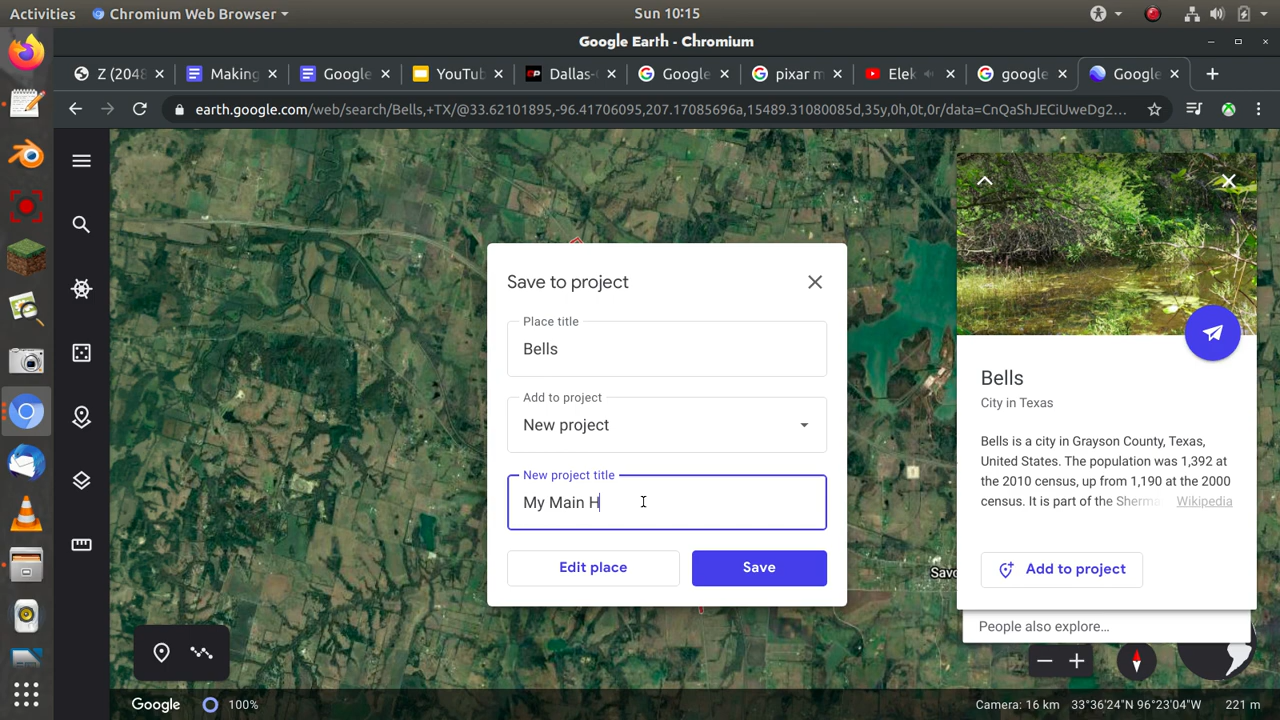 Activities
Chromium Web Browser
Sun 10:15
Google Earth - Chromium
Z (2048
Making
Google
YouTub
Dallas-
Google
pixar m
Elek
google
Google
earth.google.com/web/search/Bells,+TX/@33.62101895,-96.41706095,207.17085696a,15489.31080085d,35y,0h,0t,0r/data=CnQaShJECiUweDg2...
Save to project
Place title
Bells
Add to project
New project
New project title
My Main H
Edit place
Save
Bells
City in Texas
Bells is a city in Grayson County, Texas,
United States. The population was 1,392 at
the 2010 census, up from 1,190 at the 2000
census. It is part of the Sherma
Wikipedia
Add to project
People also explore...
Savo
Google
100%
Camera: 16 km
33°36'24"N 96°23'04"W
221 m